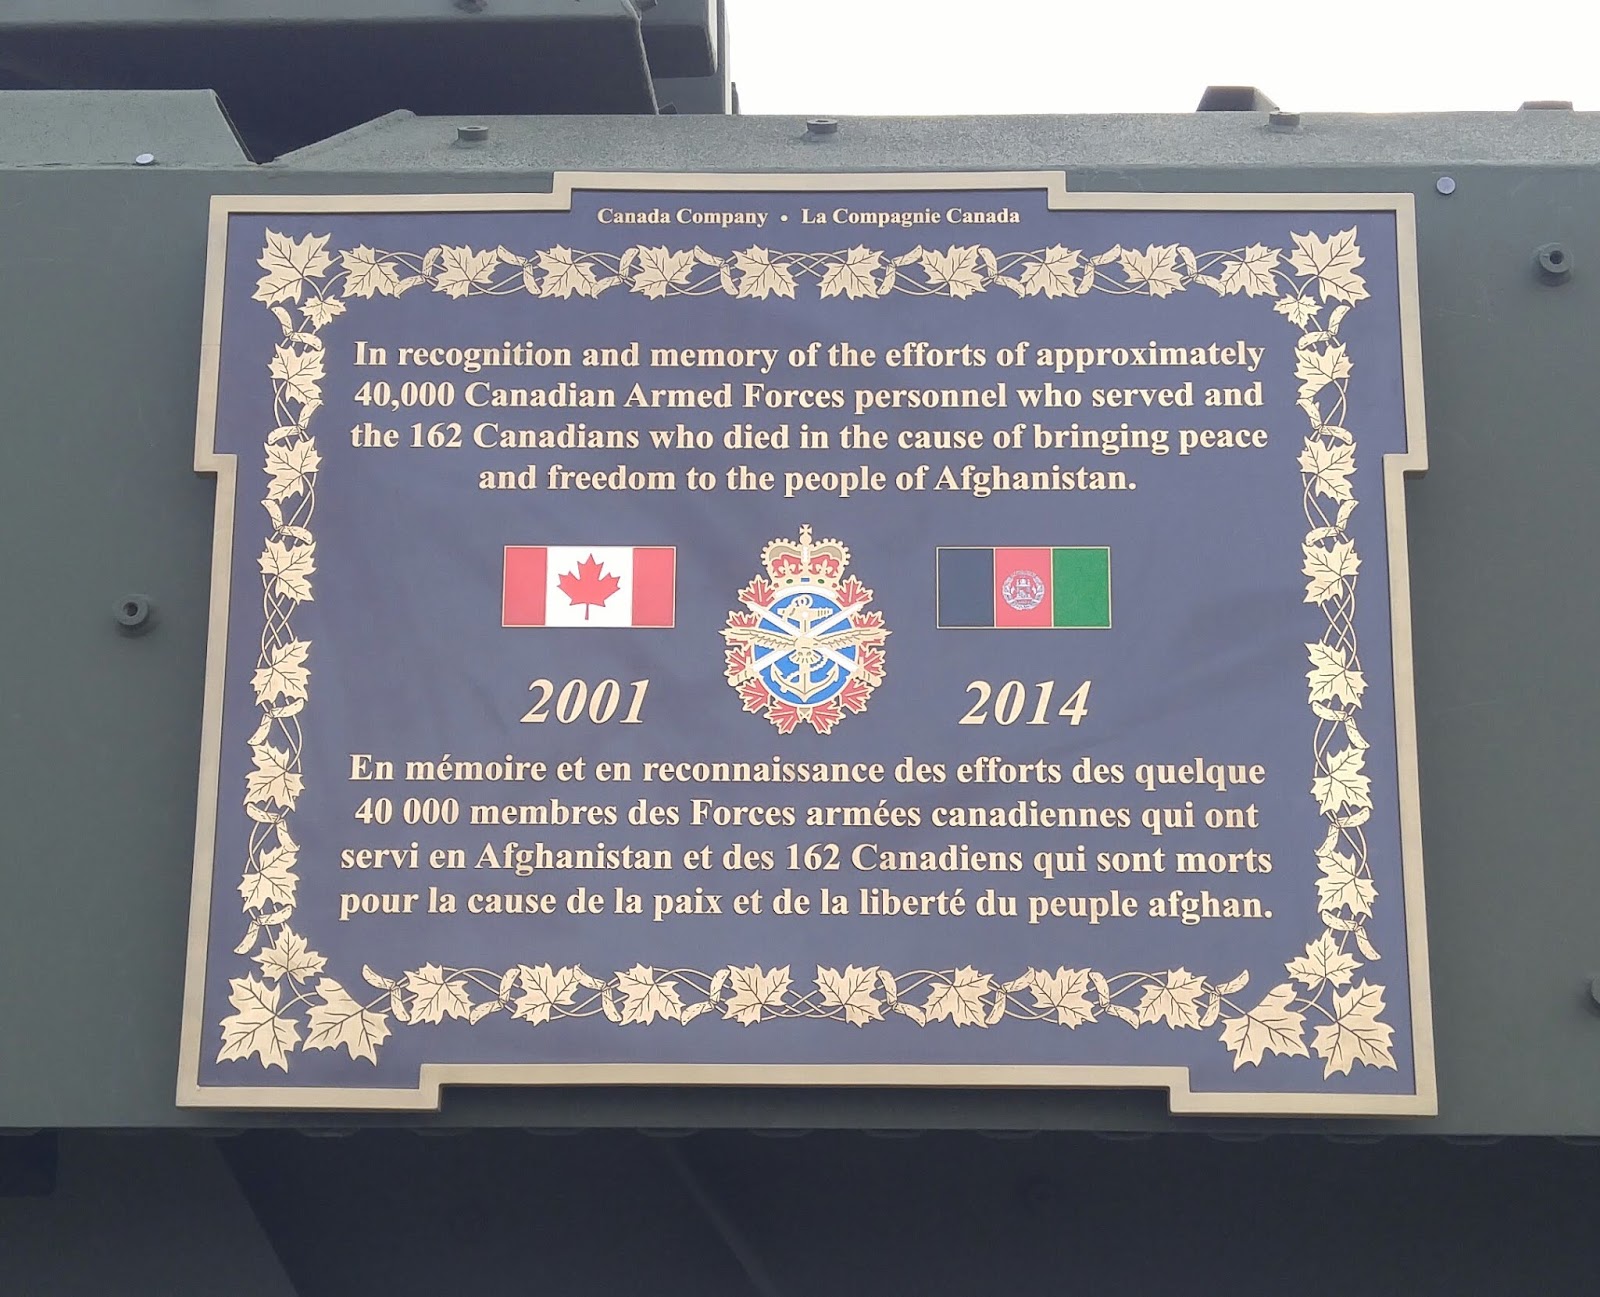 Canada Company • La Compagnie Canada
In recognition and memory of the efforts of approximately
40,000 Canadian Armed Forces personnel who served and
the 162 Canadians who died in the cause of bringing peace
and freedom to the people of Afghanistan.
2001 2014
En mémoire et en reconnaissance des efforts des quelque
40 000 membres des Forces armées canadiennes qui ont
servi en Afghanistan et des 162 Canadiens qui sont morts
pour la cause de la paix et de la liberté du peuple afghan.